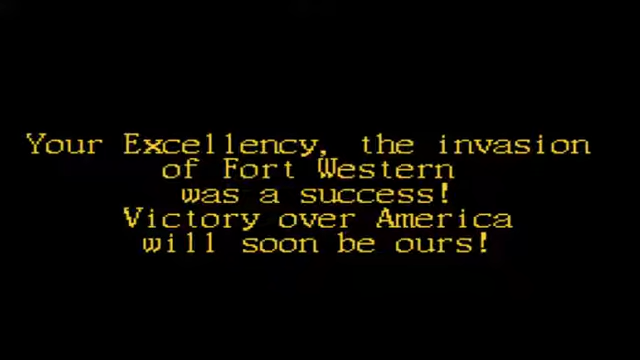 Your Excellency, the invasion
of Fort Western
was a success!
Victory over America
will soon be ours!